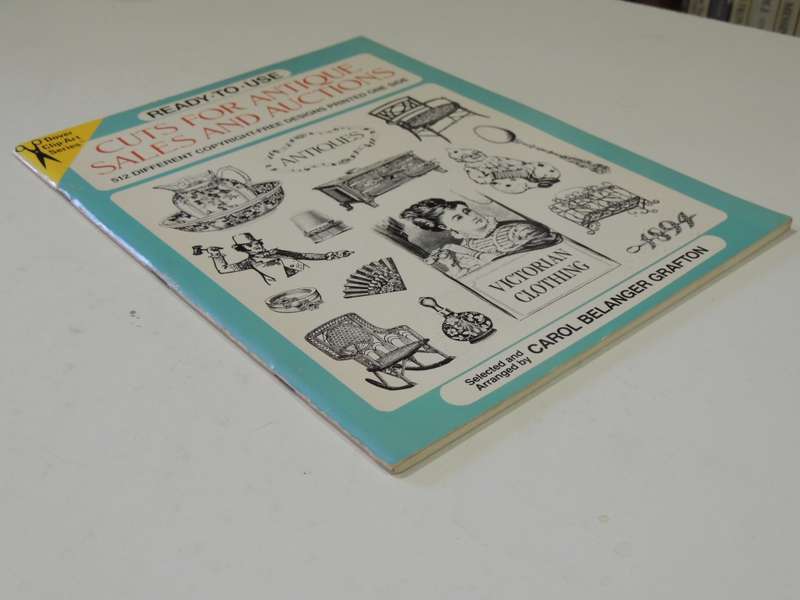 READY-TO-USE
Dover
Clip Art
Series
CUTS FOR ANTIQUE
SALES AND AUCTIONS
512 DIFFERENT COPYRIGHT-FREE DESIGNS PRINTED ONE SIDE
ANTIQUES
1894
VICTORIAN
CLOTHING
Selected and
Arranged by CAROL BELANGER GRAFTON